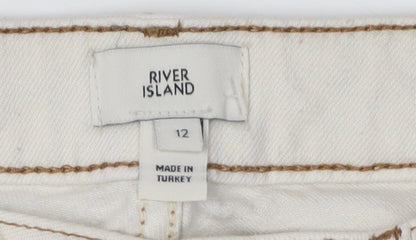 RIVER
ISLAND
12
MADE IN
TURKEY